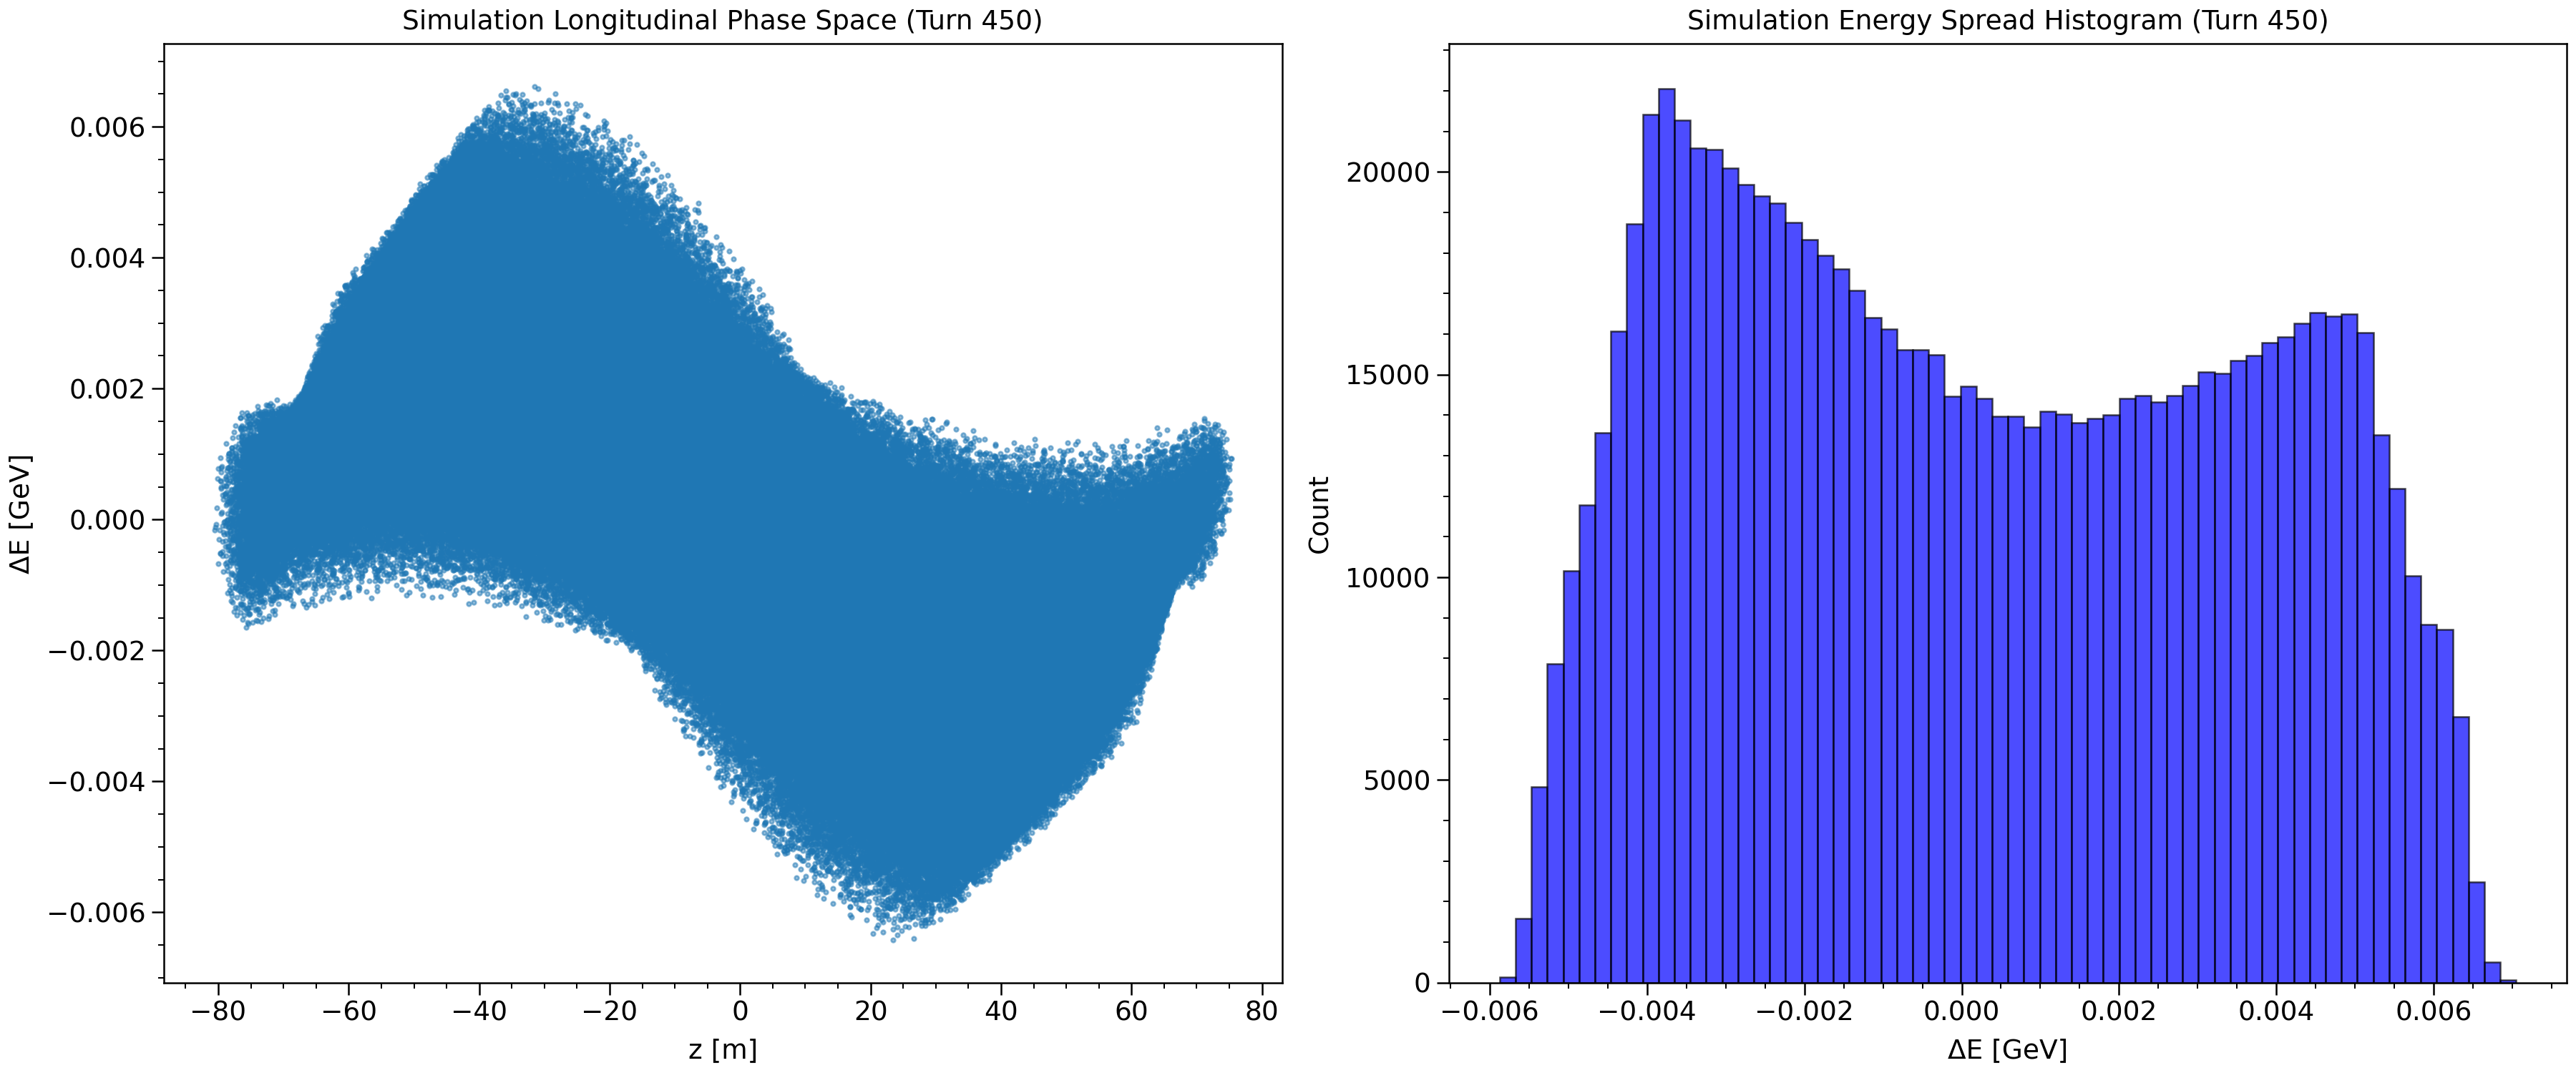 Simulation Longitudinal Phase Space (Turn 450)
0.006
0.004
0.002
0.000
−0.002
−0.004
−0.006
ΔE [GeV]
−80 −60 −40 −20 0 20 40 60 80
z [m]
Simulation Energy Spread Histogram (Turn 450)
20000
15000
10000
5000
0
Count
−0.006 −0.004 −0.002 0.000 0.002 0.004 0.006
ΔE [GeV]